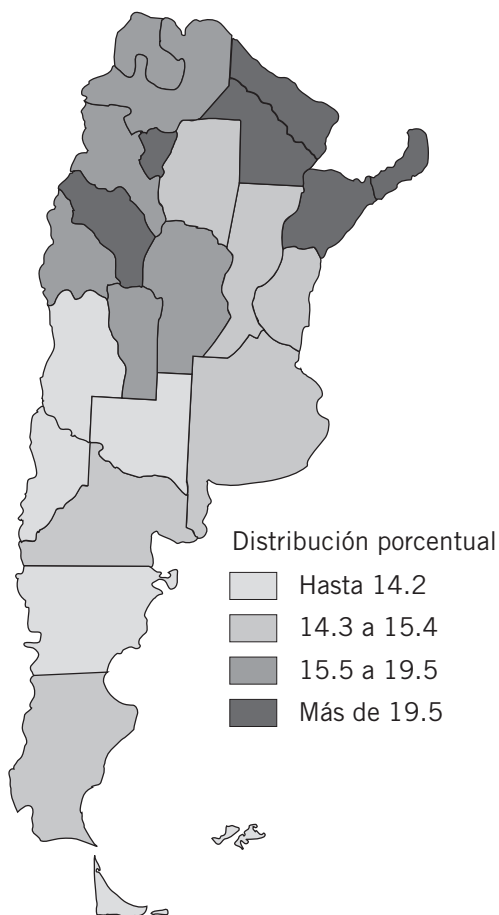 Distribución porcentual
Hasta 14.2
14.3 a 15.4
15.5 a 19.5
Más de 19.5